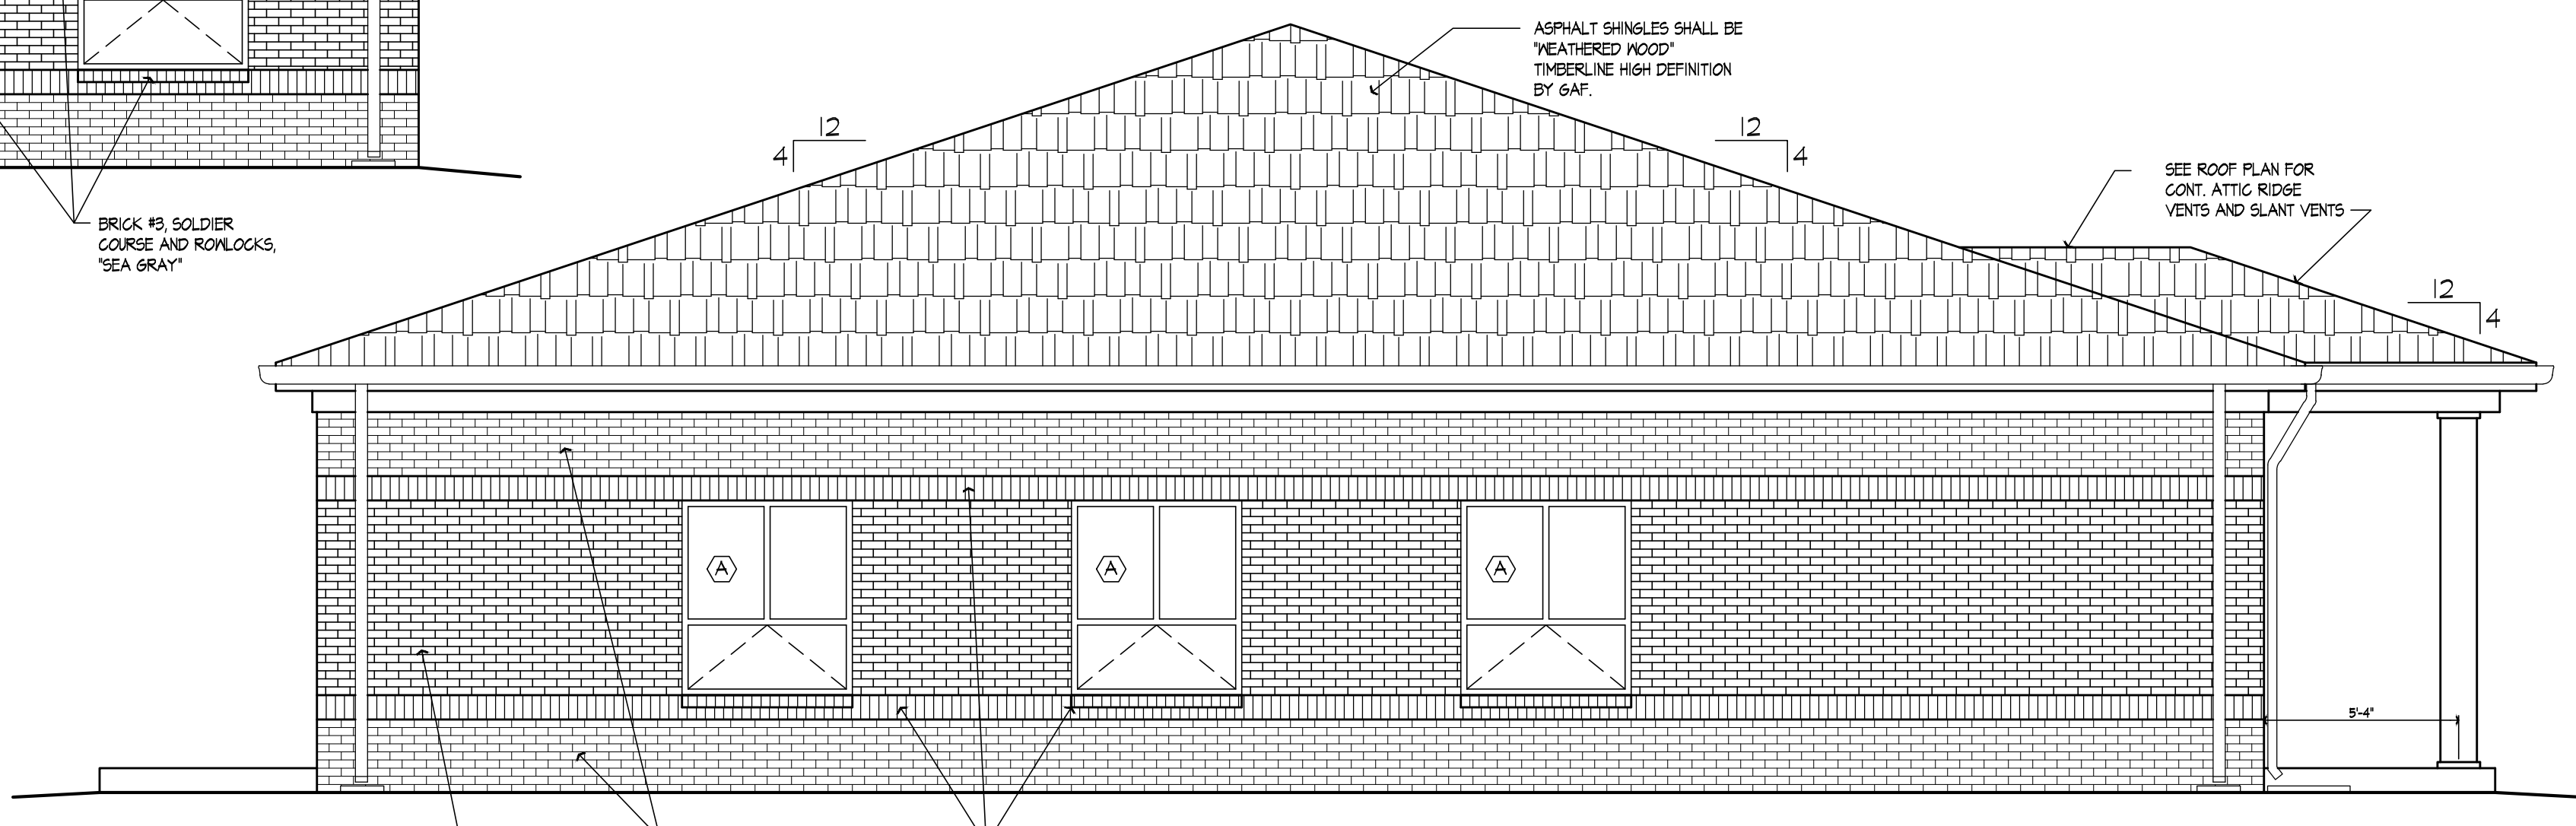 ASPHALT SHINGLES SHALL BE
"WEATHERED WOOD"
TIMBERLINE HIGH DEFINITION
BY GAF.
12
4
12
4
SEE ROOF PLAN FOR
CONT. ATTIC RIDGE
VENTS AND SLANT VENTS
BRICK #3, SOLDIER
COURSE AND ROWLOCKS,
"SEA GRAY"
12
4
A
A
A
5'-4"